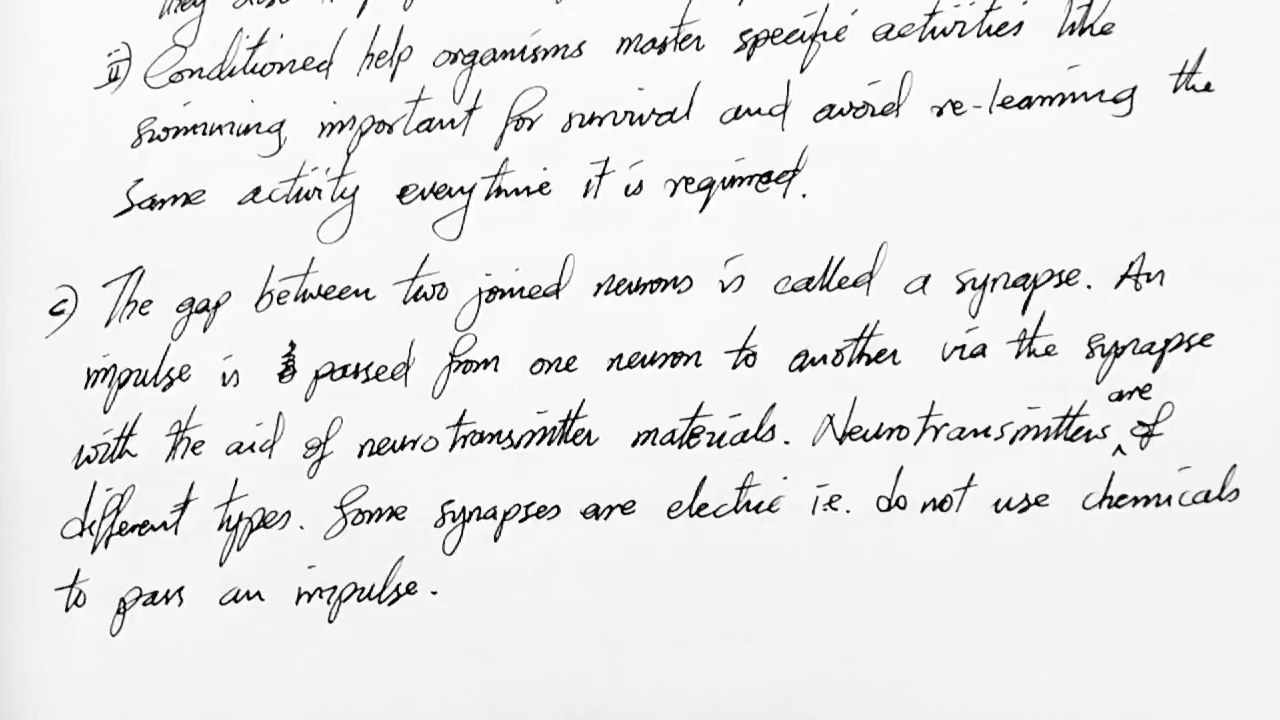 they also
ii) Conditioned help organisms master specific activities like
swimming important for survival and avoid re-learning the
same activity everytime it is required.
c) The gap between two joined neurons is called a synapse. An
impulse is passed from one neuron to another via the synapse
with the aid of neurotransmitter materials. Neurotransmitters are of
different types. Some synapses are electric i.e. do not use chemicals
to pass an impulse.